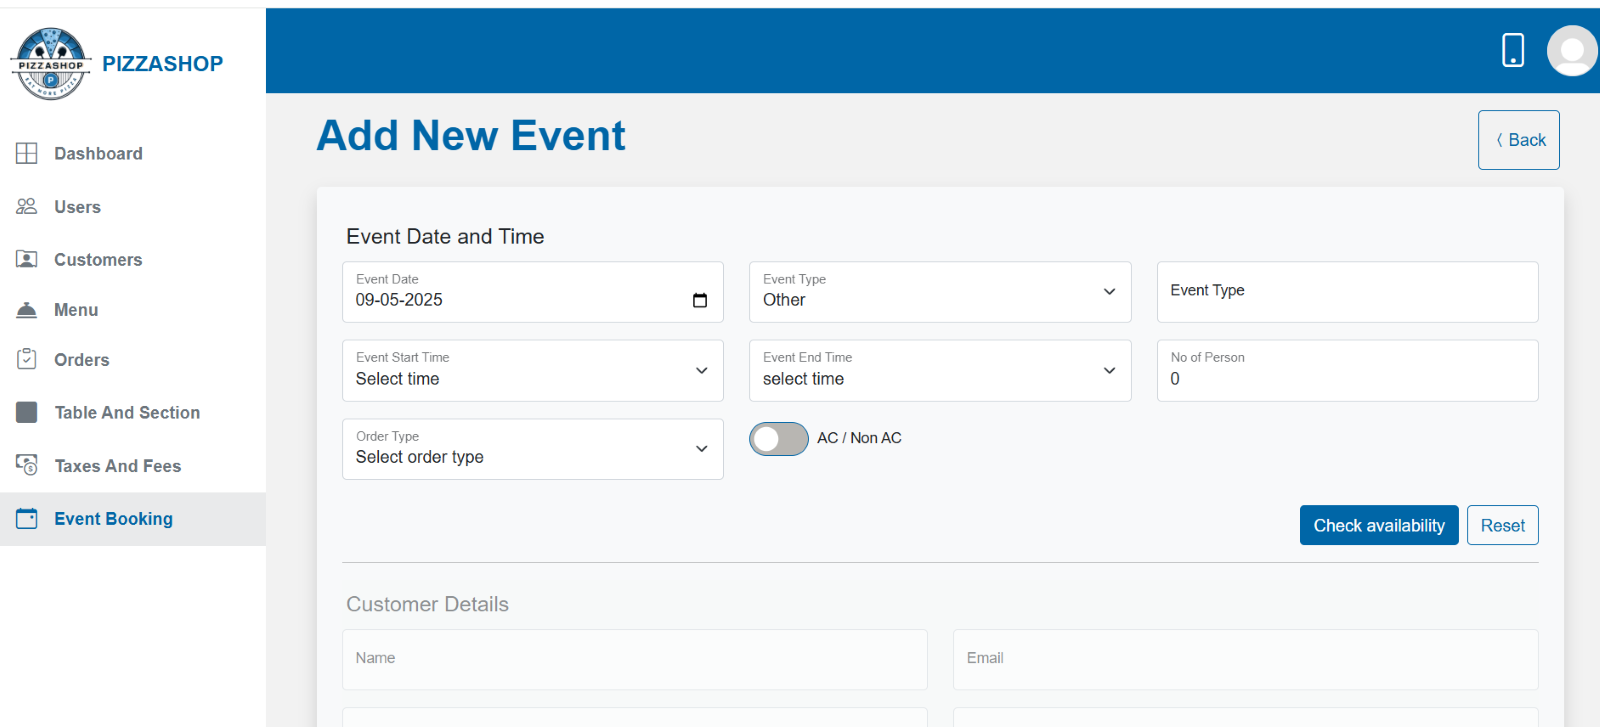 PIZZASHOP
EAT MORE PIZZA
P
PIZZASHOP
Dashboard
Users
Customers
Menu
Orders
Table And Section
Taxes And Fees
Event Booking
Add New Event
Back
Event Date and Time
Event Date
09-05-2025
Event Type
Other
Event Type
Event Start Time
Select time
Event End Time
select time
No of Person
0
Order Type
Select order type
AC / Non AC
Check availability
Reset
Customer Details
Name
Email